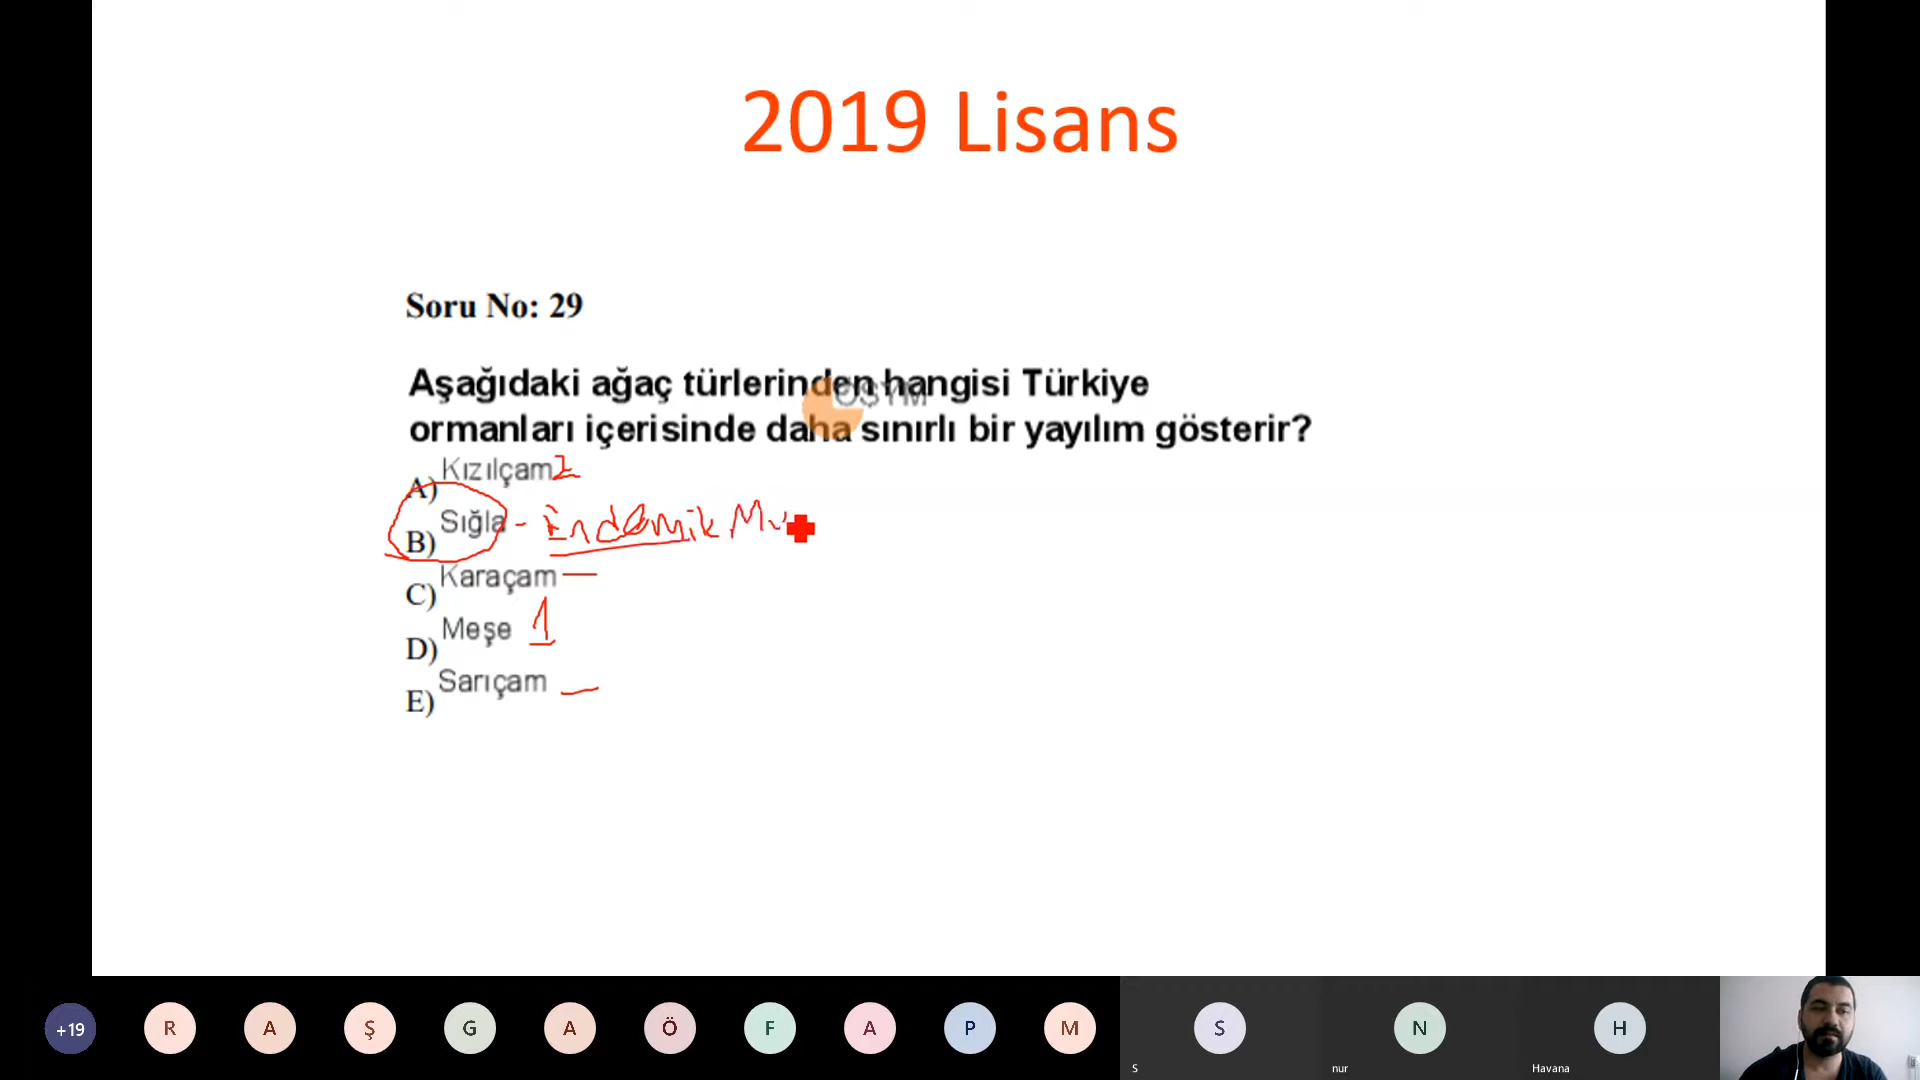 2019 Lisans
Soru No: 29
Aşağıdaki ağaç türlerinden hangisi Türkiye
ÖSYM
ormanları içerisinde daha sınırlı bir yayılım gösterir?
A) Kızılçam 2
B) Sığla - Endemik
C) Karaçam —
D) Meşe 1
E) Sarıçam —
+19 R A Ş G A Ö F A P M S N H
S nur Havana